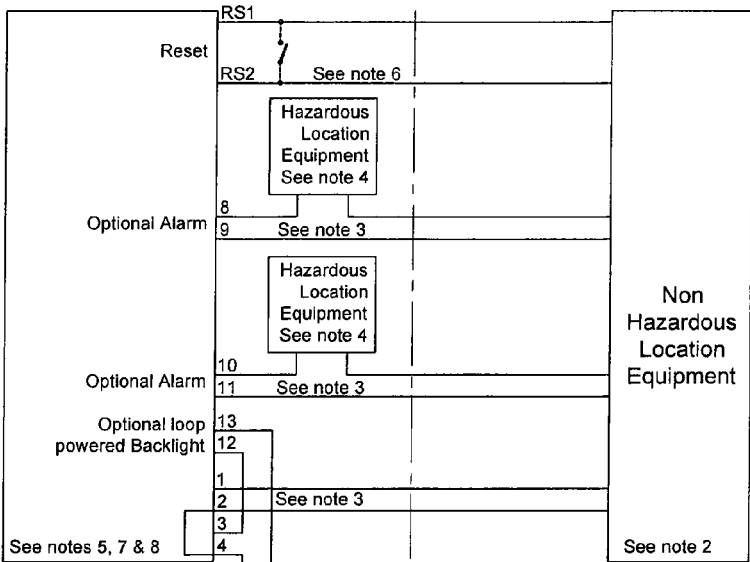 RS1
Reset
RS2
See note 6
Hazardous
Location
Equipment
See note 4
8
Optional Alarm
9
See note 3
Hazardous
Location
Equipment
See note 4
Non
Hazardous
Location
Equipment
10
Optional Alarm
11
See note 3
Optional loop
powered Backlight
13
12
1
2
See note 3
3
4
See notes 5, 7 & 8
See note 2